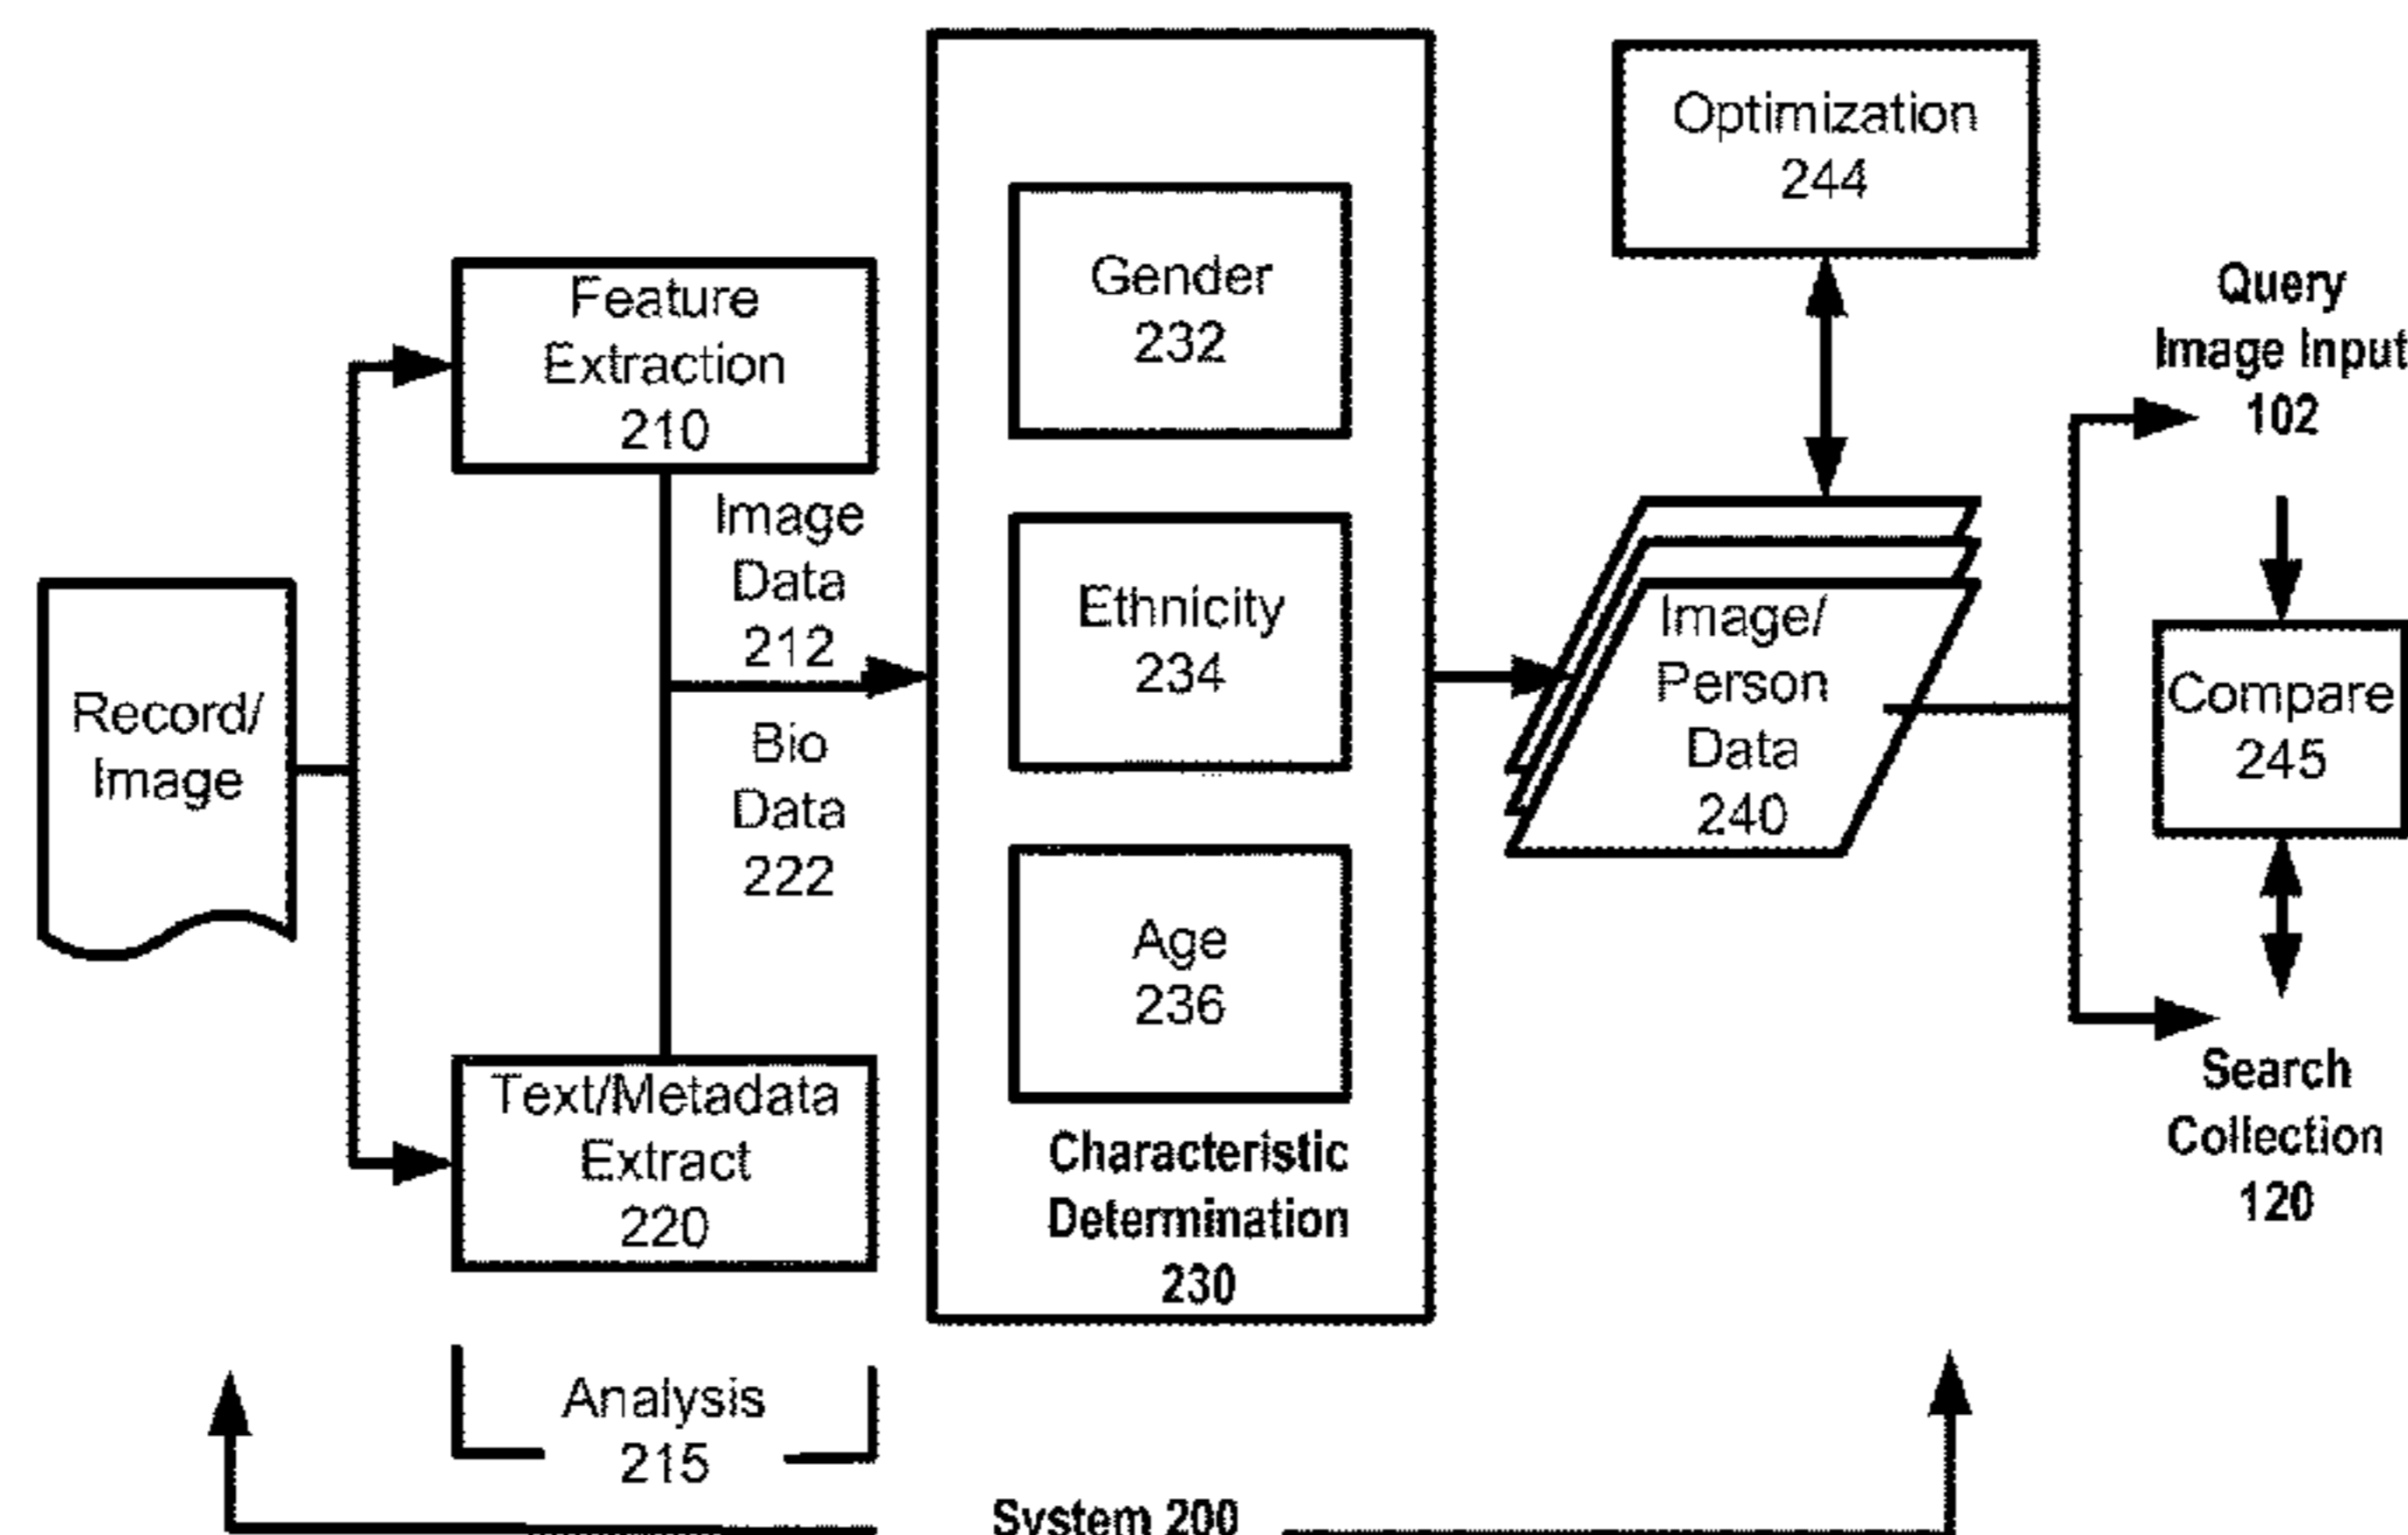 Record/
Image
Feature
Extraction
210
Image
Data
212
Bio
Data
222
Text/Metadata
Extract
220
Analysis
215
Gender
232
Ethnicity
234
Age
236
Characteristic
Determination
230
Optimization
244
Image/
Person
Data
240
Query
Image Input
102
Compare
245
Search
Collection
120
System 200